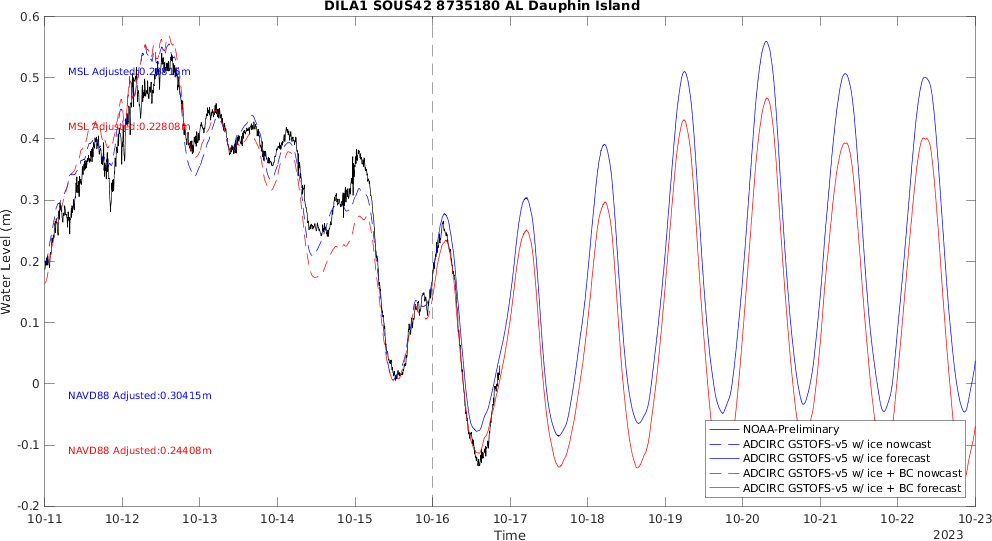 DILA1 SOUS42 8735180 AL Dauphin Island
0.6
0.5
0.4
0.3
0.2
0.1
0
-0.1
-0.2
Water Level (m)
MSL Adjusted:
MSL Adjusted:0.22808m
NAVD88 Adjusted:0.30415m
NAVD88 Adjusted:0.24408m
NOAA-Preliminary
ADCIRC GSTOFS-v5 w/ ice nowcast
ADCIRC GSTOFS-v5 w/ ice forecast
ADCIRC GSTOFS-v5 w/ ice + BC nowcast
ADCIRC GSTOFS-v5 w/ ice + BC forecast
10-11 10-12 10-13 10-14 10-15 10-16 10-17 10-18 10-19 10-20 10-21 10-22 10-23
Time
2023